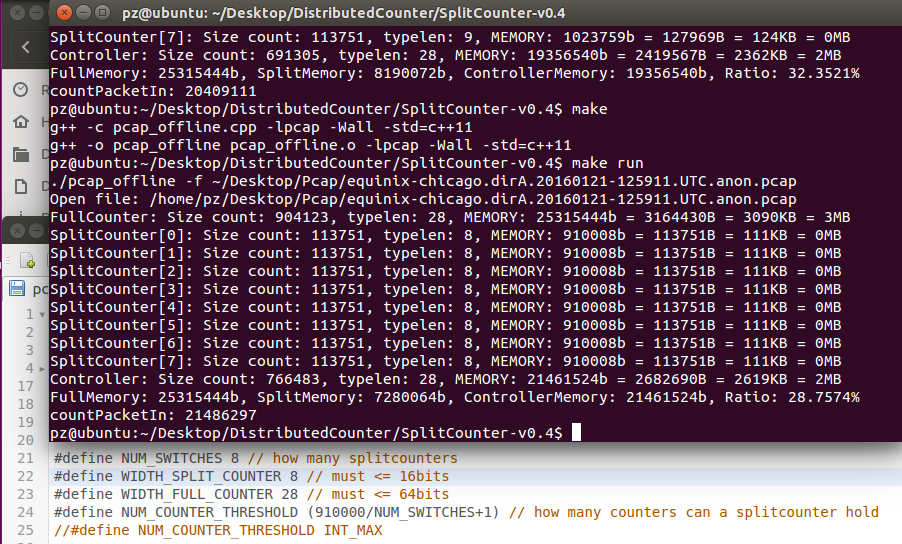 pz@ubuntu: ~/Desktop/DistributedCounter/SplitCounter-v0.4
SplitCounter[7]: Size count: 113751, typelen: 9, MEMORY: 1023759b = 127969B = 124KB = 0MB
Controller: Size count: 691305, typelen: 28, MEMORY: 19356540b = 2419567B = 2362KB = 2MB
FullMemory: 25315444b, SplitMemory: 8190072b, ControllerMemory: 19356540b, Ratio: 32.3521%
countPacketIn: 20409111
pz@ubuntu:~/Desktop/DistributedCounter/SplitCounter-v0.4$ make
g++ -c pcap_offline.cpp -lpcap -Wall -std=c++11
g++ -o pcap_offline pcap_offline.o -lpcap -Wall -std=c++11
pz@ubuntu:~/Desktop/DistributedCounter/SplitCounter-v0.4$ make run
./pcap_offline -f ~/Desktop/Pcap/equinix-chicago.dirA.20160121-125911.UTC.anon.pcap
Open file: /home/pz/Desktop/Pcap/equinix-chicago.dirA.20160121-125911.UTC.anon.pcap
FullCounter: Size count: 904123, typelen: 28, MEMORY: 25315444b = 3164430B = 3090KB = 3MB
SplitCounter[0]: Size count: 113751, typelen: 8, MEMORY: 910008b = 113751B = 111KB = 0MB
SplitCounter[1]: Size count: 113751, typelen: 8, MEMORY: 910008b = 113751B = 111KB = 0MB
SplitCounter[2]: Size count: 113751, typelen: 8, MEMORY: 910008b = 113751B = 111KB = 0MB
SplitCounter[3]: Size count: 113751, typelen: 8, MEMORY: 910008b = 113751B = 111KB = 0MB
SplitCounter[4]: Size count: 113751, typelen: 8, MEMORY: 910008b = 113751B = 111KB = 0MB
SplitCounter[5]: Size count: 113751, typelen: 8, MEMORY: 910008b = 113751B = 111KB = 0MB
SplitCounter[6]: Size count: 113751, typelen: 8, MEMORY: 910008b = 113751B = 111KB = 0MB
SplitCounter[7]: Size count: 113751, typelen: 8, MEMORY: 910008b = 113751B = 111KB = 0MB
Controller: Size count: 766483, typelen: 28, MEMORY: 21461524b = 2682690B = 2619KB = 2MB
FullMemory: 25315444b, SplitMemory: 7280064b, ControllerMemory: 21461524b, Ratio: 28.7574%
countPacketIn: 21486297
pz@ubuntu:~/Desktop/DistributedCounter/SplitCounter-v0.4$
1
2
3
4
17
18
19
20
21 #define NUM_SWITCHES 8 // how many splitcounters
22 #define WIDTH_SPLIT_COUNTER 8 // must <= 16bits
23 #define WIDTH_FULL_COUNTER 28 // must <= 64bits
24 #define NUM_COUNTER_THRESHOLD (910000/NUM_SWITCHES+1) // how many counters can a splitcounter hold
25 //#define NUM_COUNTER_THRESHOLD INT_MAX